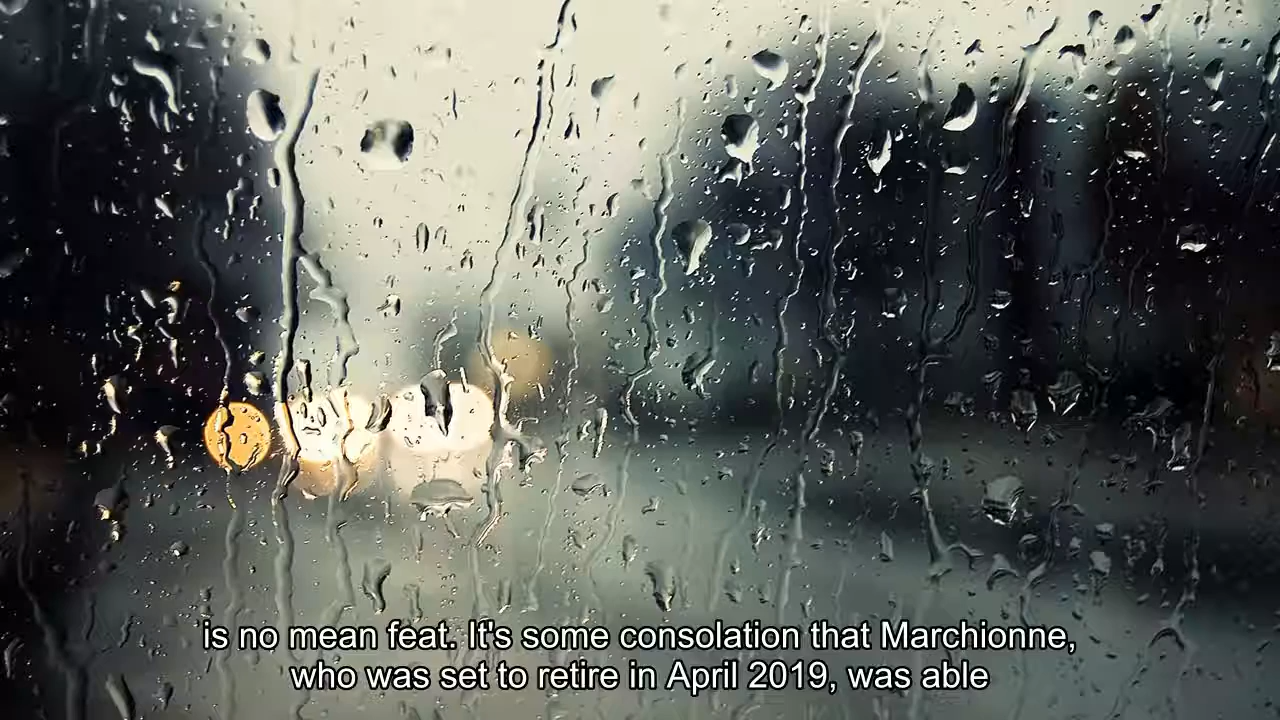 is no mean feat. It's some consolation that Marchionne,
who was set to retire in April 2019, was able